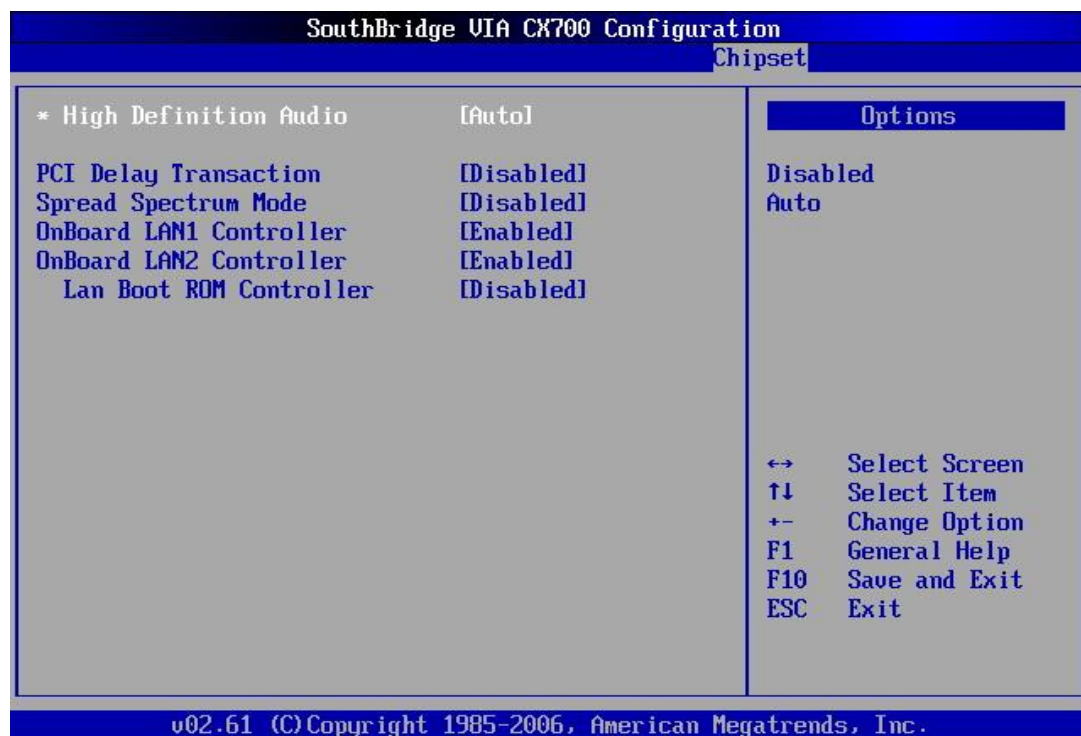 SouthBridge VIA CX700 Configuration
Chipset
* High Definition Audio [Auto]
PCI Delay Transaction [Disabled]
Spread Spectrum Mode [Disabled]
OnBoard LAN1 Controller [Enabled]
OnBoard LAN2 Controller [Enabled]
Lan Boot ROM Controller [Disabled]
Options
Disabled
Auto
←→ Select Screen
↑↓ Select Item
+- Change Option
F1 General Help
F10 Save and Exit
ESC Exit
v02.61 (C)Copyright 1985-2006, American Megatrends, Inc.